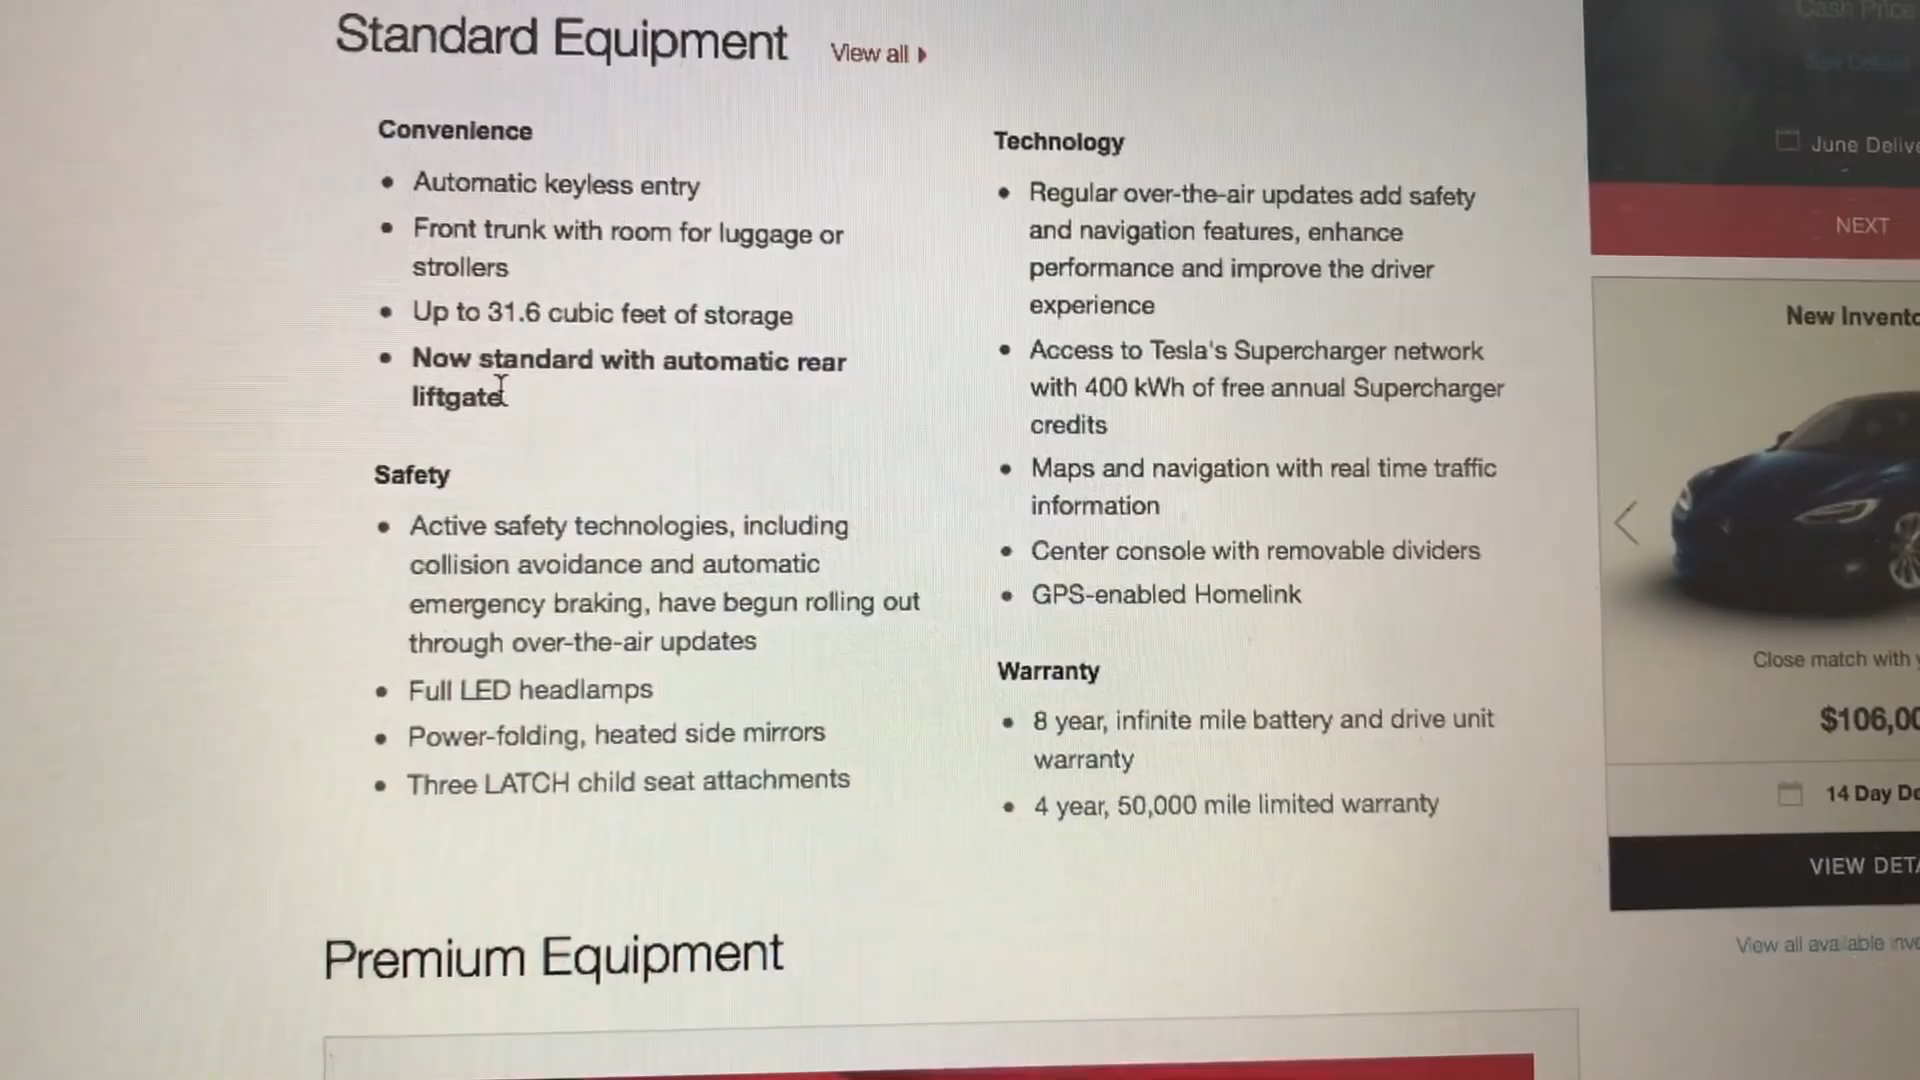 Standard Equipment View all
Convenience
Automatic keyless entry
Front trunk with room for luggage or
strollers
Up to 31.6 cubic feet of storage
Now standard with automatic rear
liftgate
Safety
Active safety technologies, including
collision avoidance and automatic
emergency braking, have begun rolling out
through over-the-air updates
Full LED headlamps
Power-folding, heated side mirrors
Three LATCH child seat attachments
Technology
Regular over-the-air updates add safety
and navigation features, enhance
performance and improve the driver
experience
Access to Tesla's Supercharger network
with 400 kWh of free annual Supercharger
credits
Maps and navigation with real time traffic
information
Center console with removable dividers
GPS-enabled Homelink
Warranty
8 year, infinite mile battery and drive unit
warranty
4 year, 50,000 mile limited warranty
Premium Equipment
Cash Price
June
NEXT
New
Close match with
$106,00
14 Day
VIEW
View all available